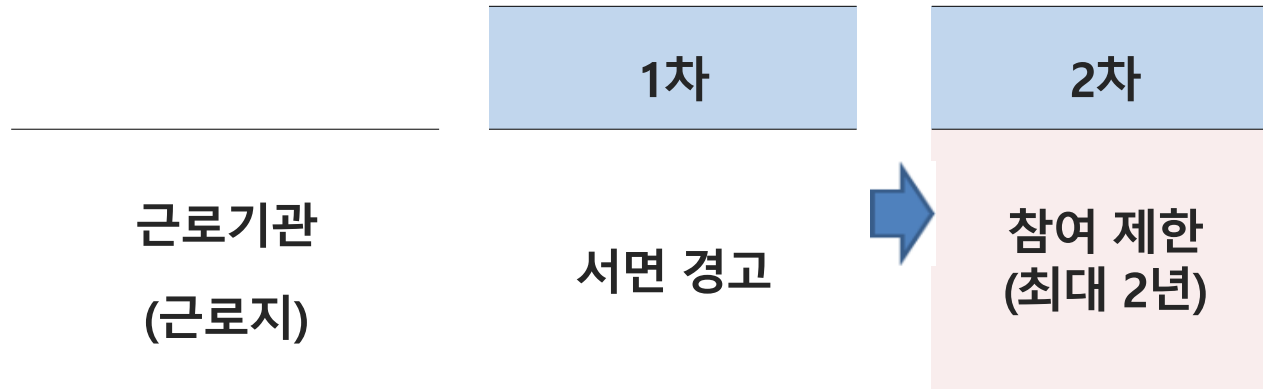 1차
2차
근로기관
(근로지)
서면 경고
참여 제한
(최대 2년)